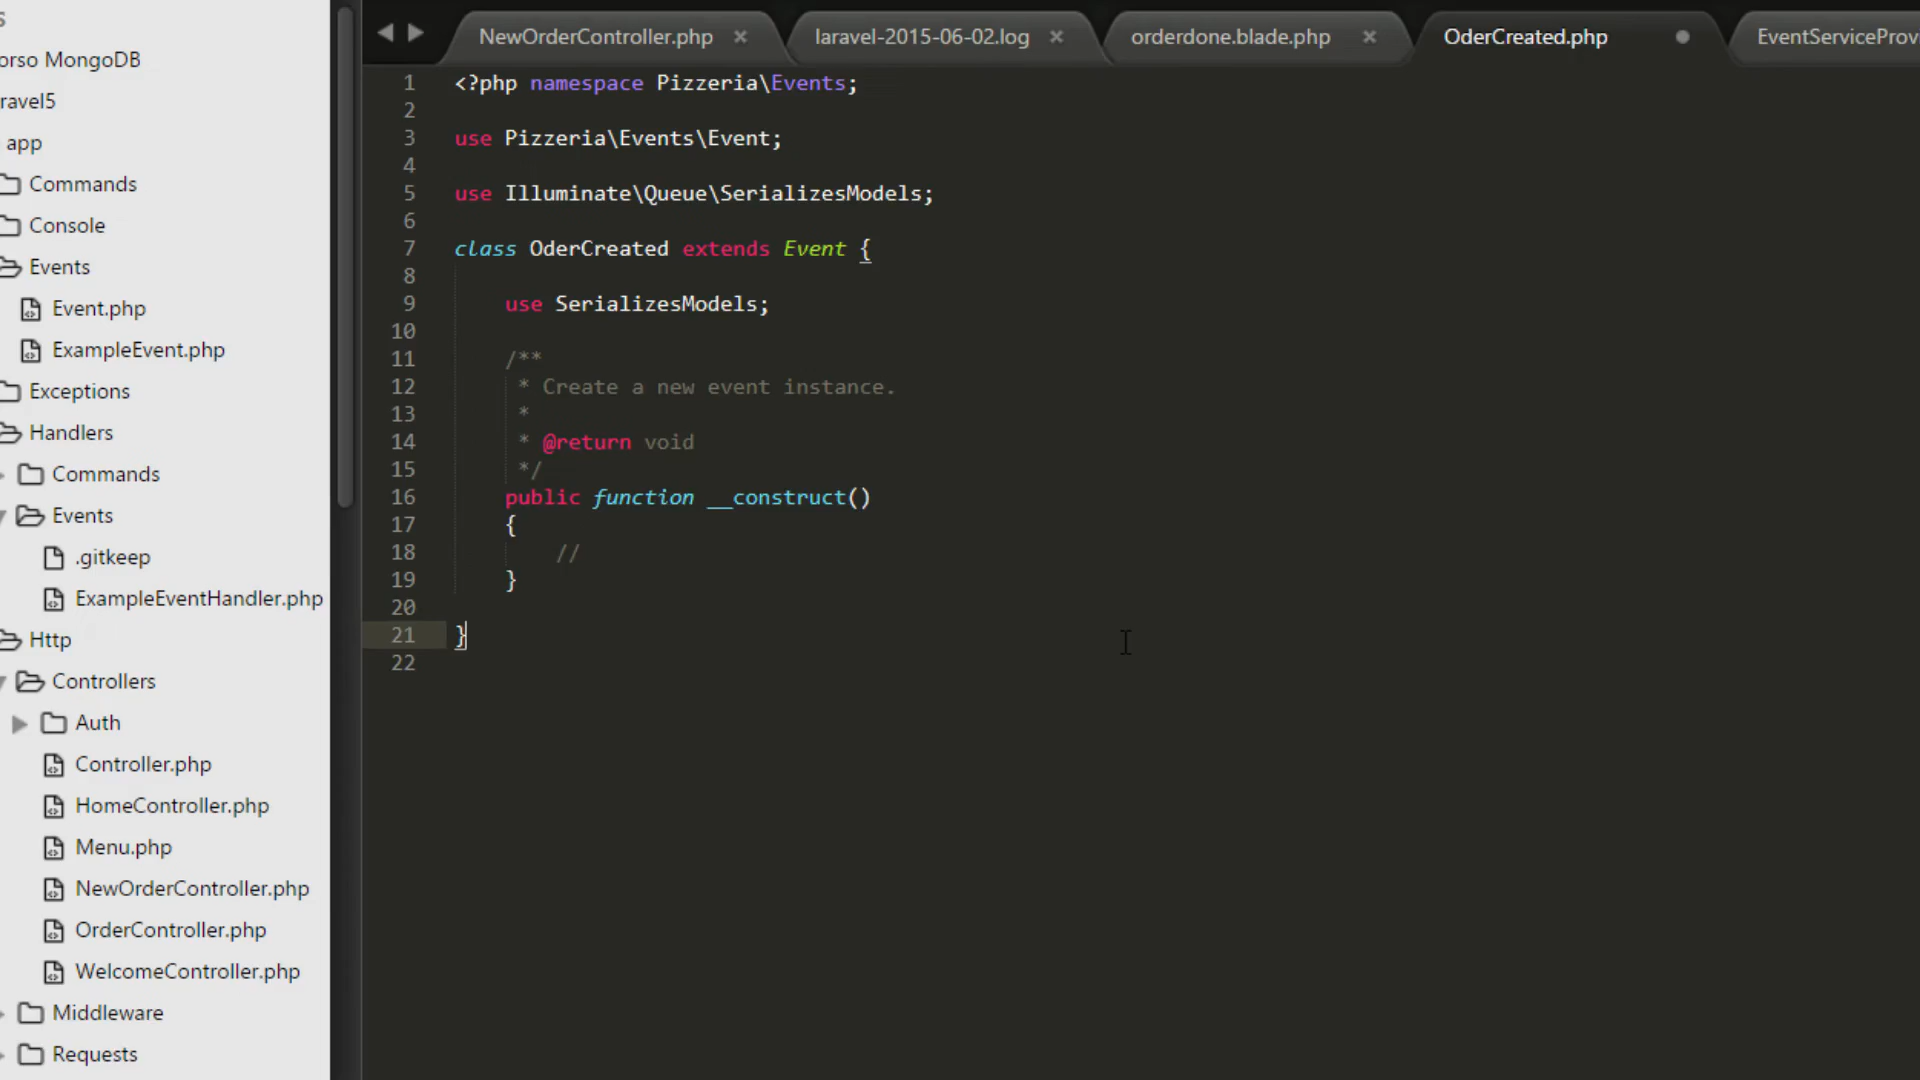 S
orso MongoDB
ravel5
app
Commands
Console
Events
Event.php
ExampleEvent.php
Exceptions
Handlers
Commands
Events
.gitkeep
ExampleEventHandler.php
Http
Controllers
Auth
Controller.php
HomeController.php
Menu.php
NewOrderController.php
OrderController.php
WelcomeController.php
Middleware
Requests
NewOrderController.php
laravel-2015-06-02.log
orderdone.blade.php
OderCreated.php
EventServiceProv
1 <?php namespace Pizzeria\Events;
2
3 use Pizzeria\Events\Event;
4
5 use Illuminate\Queue\SerializesModels;
6
7 class OderCreated extends Event {
8
9 use SerializesModels;
10
11 /**
12 * Create a new event instance.
13 *
14 * @return void
15 */
16 public function __construct()
17 {
18 //
19 }
20
21 }
22